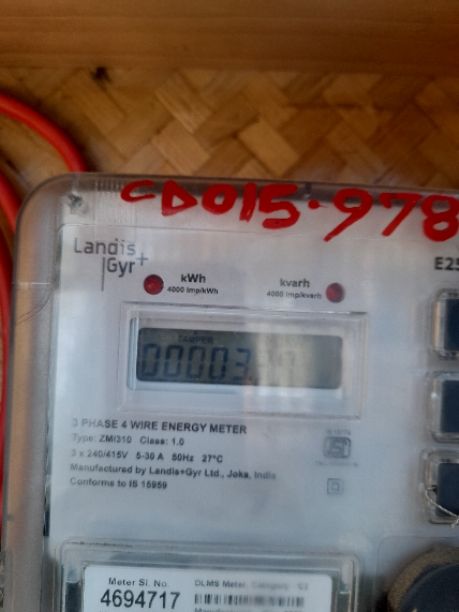 CD015.978
Landis+
Gyr
E25
kWh
4000 Imp/kWh
kvarh
4000 Imp/kvarh
TAMPER
00003
3 PHASE 4 WIRE ENERGY METER
Type: ZMI310 Class: 1.0
3 x 240/415V 5-30 A 50Hz 27°C
Manufactured by Landis+Gyr Ltd., Joka, India
Conforms to IS 15959
Meter Sl. No.
4694717
DLMS Meter, Category